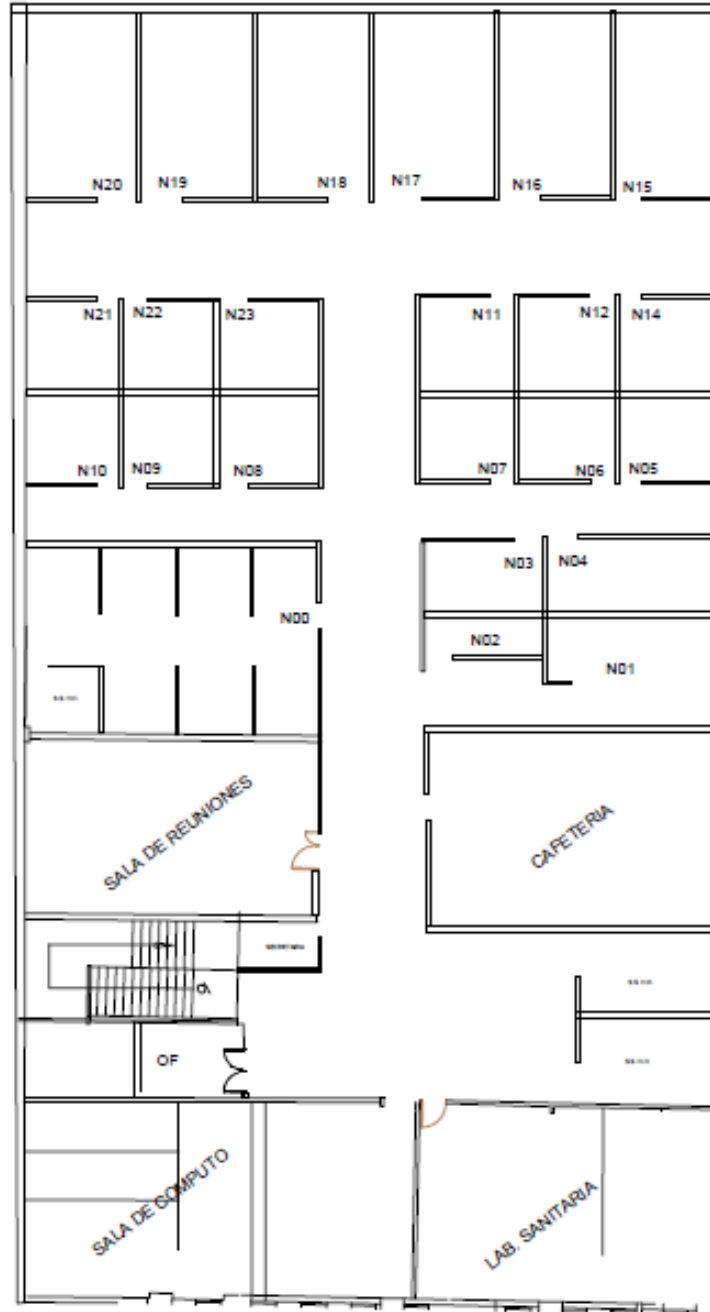 N20
N19
N18
N17
N16
N15
N21
N22
N23
N11
N12
N14
N10
N09
N08
N07
N06
N05
N03
N04
N00
N02
N01
SALA DE REUNIONES
CAFETERIA
SECRETARIA
OF
SALA DE COMPUTO
LAB. SANITARIA